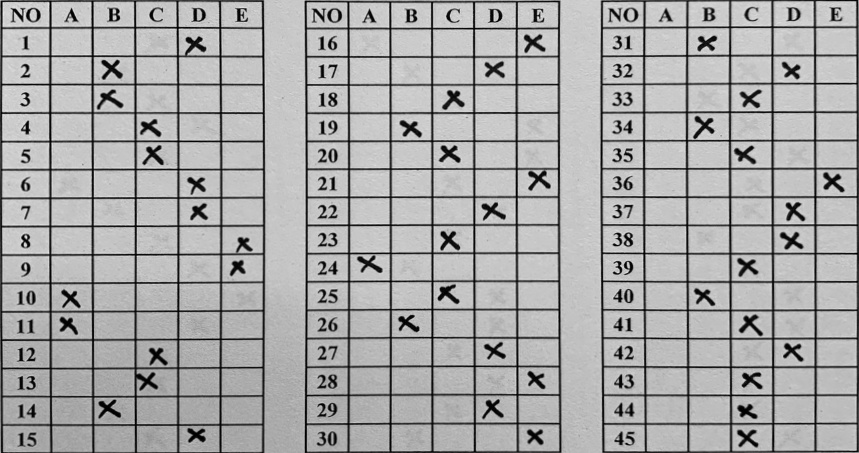 NO A B C D E NO A B C D E NO A B C D E
1 X 16 X 31 X
2 X 17 X 32 X
3 X 18 X 33 X
4 X 19 X 34 X
5 X 20 X 35 X
6 X 21 X 36 X
7 X 22 X 37 X
8 X 23 X 38 X
9 X 24 X 39 X
10 X 25 X 40 X
11 X 26 X 41 X
12 X 27 X 42 X
13 X 28 X 43 X
14 X 29 X 44 X
15 X 30 X 45 X